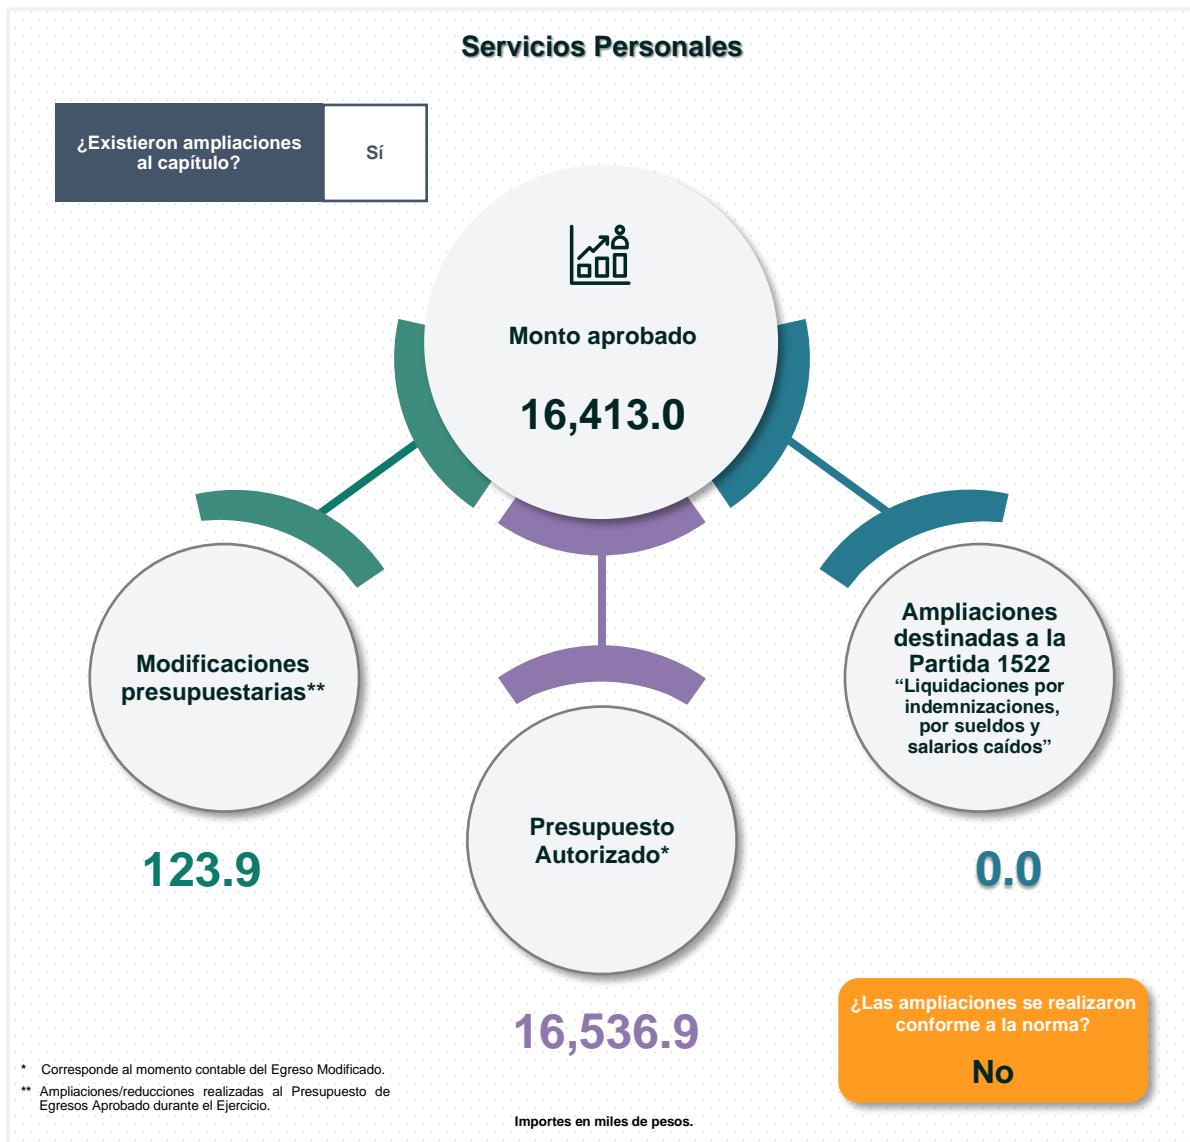 Servicios Personales
¿Existieron ampliaciones
al capítulo?
Sí
Monto aprobado
16,413.0
Modificaciones
presupuestarias**
123.9
Presupuesto
Autorizado*
16,536.9
Ampliaciones
destinadas a la
Partida 1522
“Liquidaciones por
indemnizaciones,
por sueldos y
salarios caídos”
0.0
¿Las ampliaciones se realizaron
conforme a la norma?
No
* Corresponde al momento contable del Egreso Modificado.
** Ampliaciones/reducciones realizadas al Presupuesto de
Egresos Aprobado durante el Ejercicio.
Importes en miles de pesos.